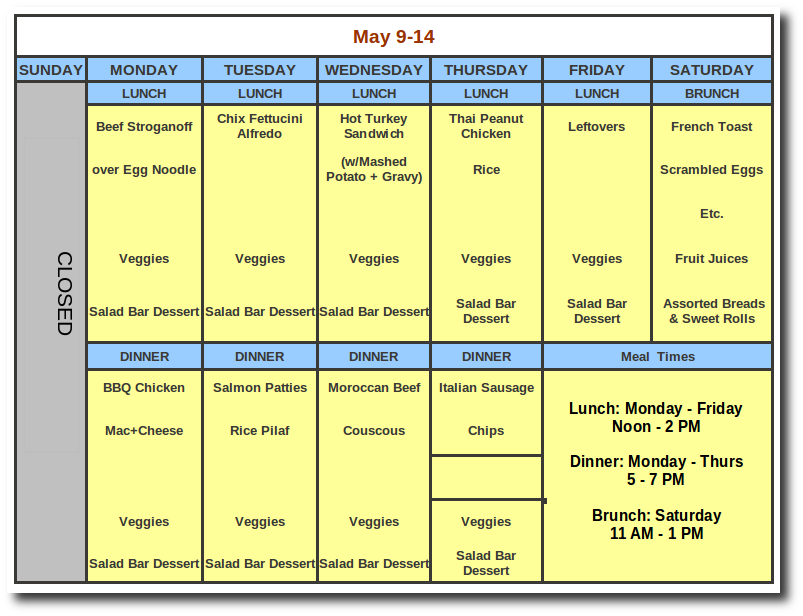 May 9-14
SUNDAY MONDAY TUESDAY WEDNESDAY THURSDAY FRIDAY SATURDAY
LUNCH LUNCH LUNCH LUNCH LUNCH BRUNCH
CLOSED
Beef Stroganoff
over Egg Noodle
Veggies
Salad Bar Dessert
Chix Fettucini
Alfredo
Veggies
Salad Bar Dessert
Hot Turkey
Sandwich
(w/Mashed
Potato + Gravy)
Veggies
Salad Bar Dessert
Thai Peanut
Chicken
Rice
Veggies
Salad Bar
Dessert
Leftovers
Veggies
Salad Bar
Dessert
French Toast
Scrambled Eggs
Etc.
Fruit Juices
Assorted Breads
& Sweet Rolls
DINNER DINNER DINNER DINNER Meal Times
BBQ Chicken
Mac+Cheese
Veggies
Salad Bar Dessert
Salmon Patties
Rice Pilaf
Veggies
Salad Bar Dessert
Moroccan Beef
Couscous
Veggies
Salad Bar Dessert
Italian Sausage
Chips
Veggies
Salad Bar
Dessert
Lunch: Monday - Friday
Noon - 2 PM
Dinner: Monday - Thurs
5 - 7 PM
Brunch: Saturday
11 AM - 1 PM